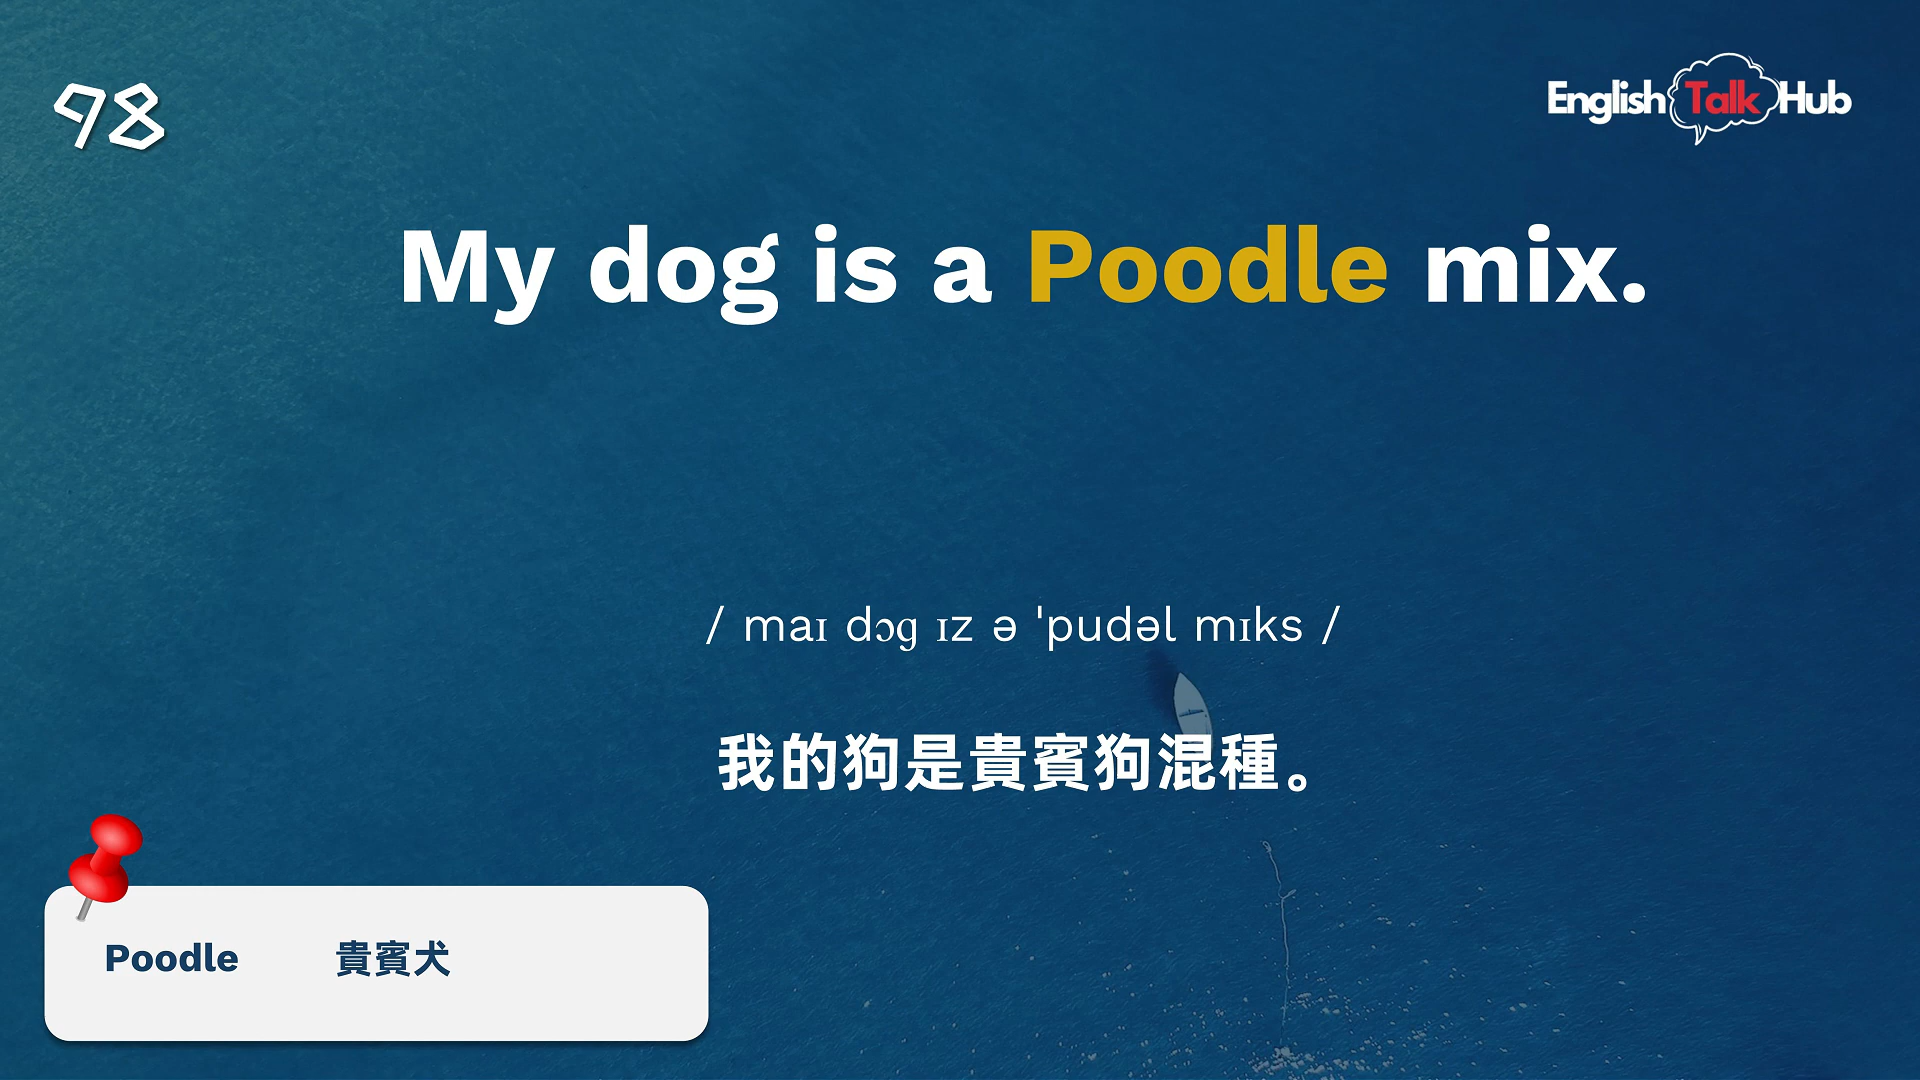 98
English Talk Hub
My dog is a Poodle mix.
/ maɪ dɔg ɪz ə ˈpudəl mɪks /
我的狗是貴賓狗混種。
Poodle 貴賓犬